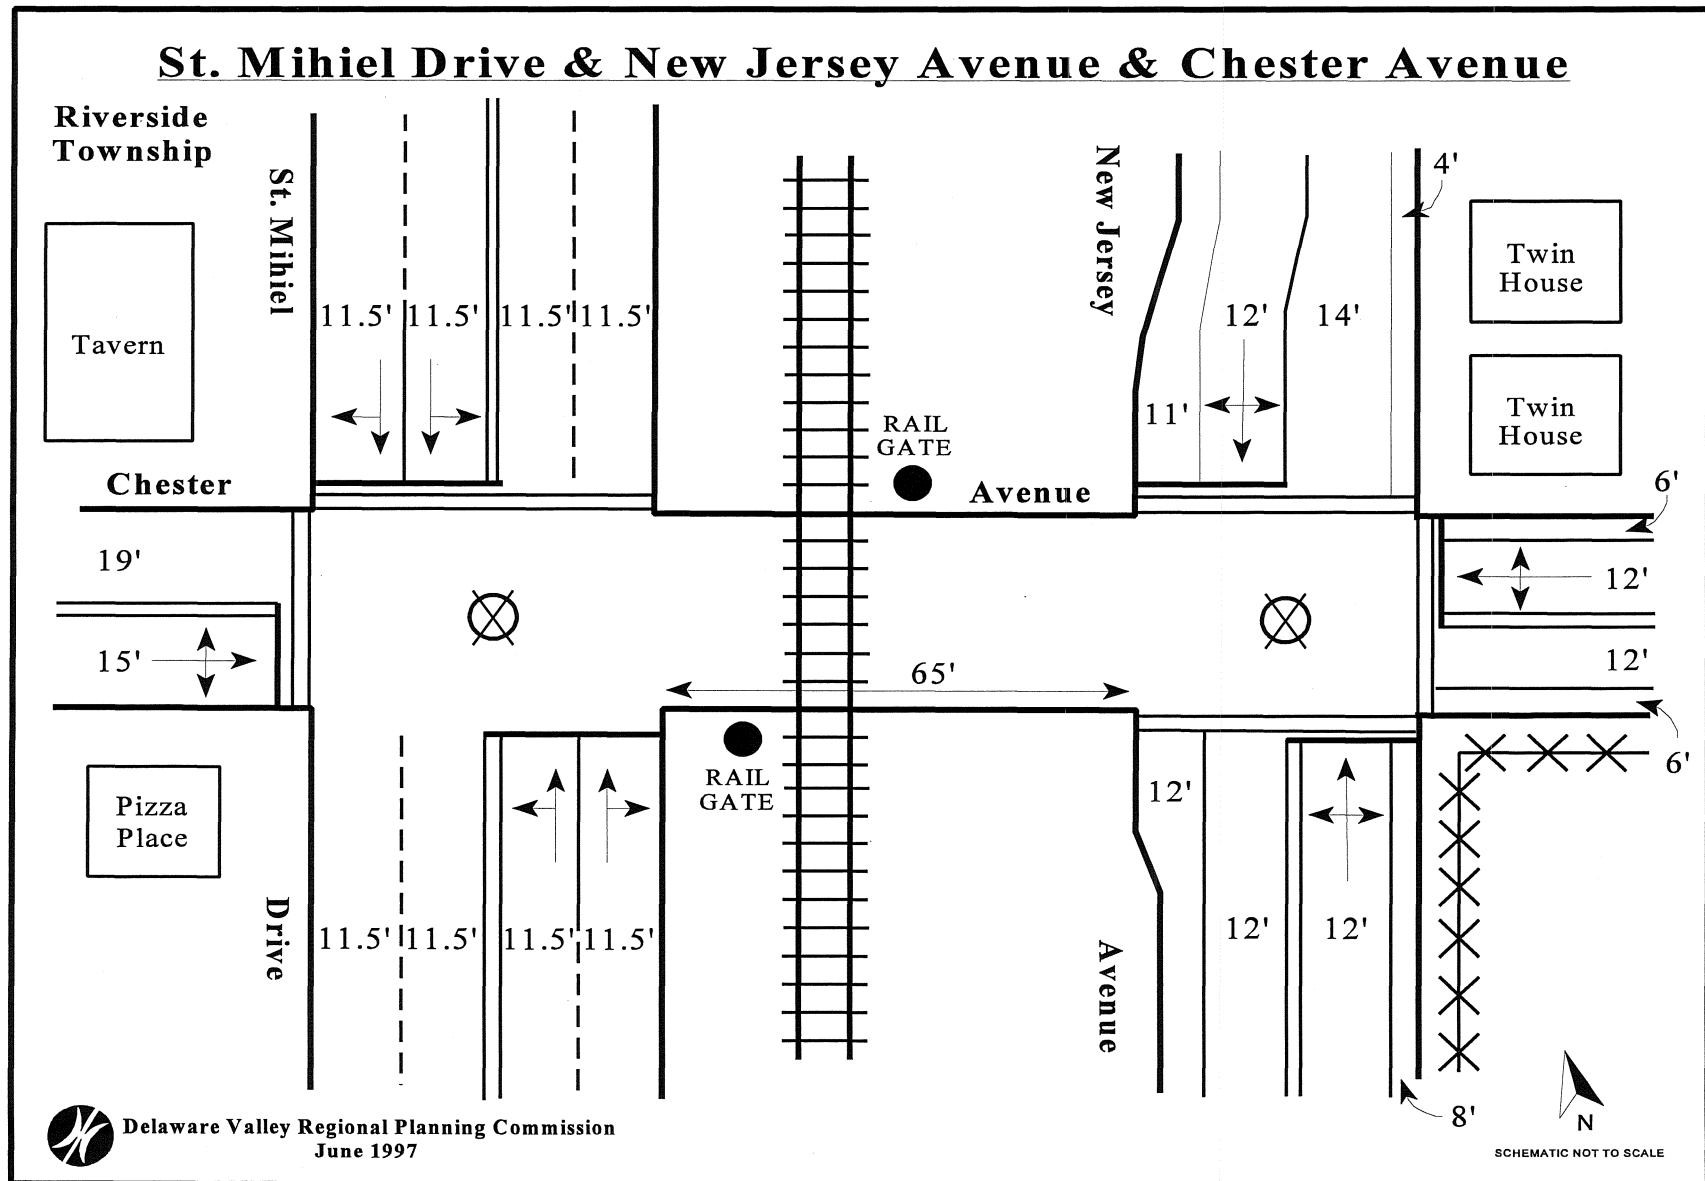 St. Mihiel Drive & New Jersey Avenue & Chester Avenue
Riverside
Township
St. Mihiel
New Jersey
4'
Tavern
Twin
House
11.5' 11.5' 11.5' 11.5'
12' 14'
11'
Twin
House
RAIL
GATE
Chester
Avenue
6'
19'
12'
15'
65'
12'
6'
RAIL
GATE
Pizza
Place
12'
Drive
11.5' 11.5' 11.5' 11.5'
Avenue
12' 12'
8'
N
Delaware Valley Regional Planning Commission
June 1997
SCHEMATIC NOT TO SCALE